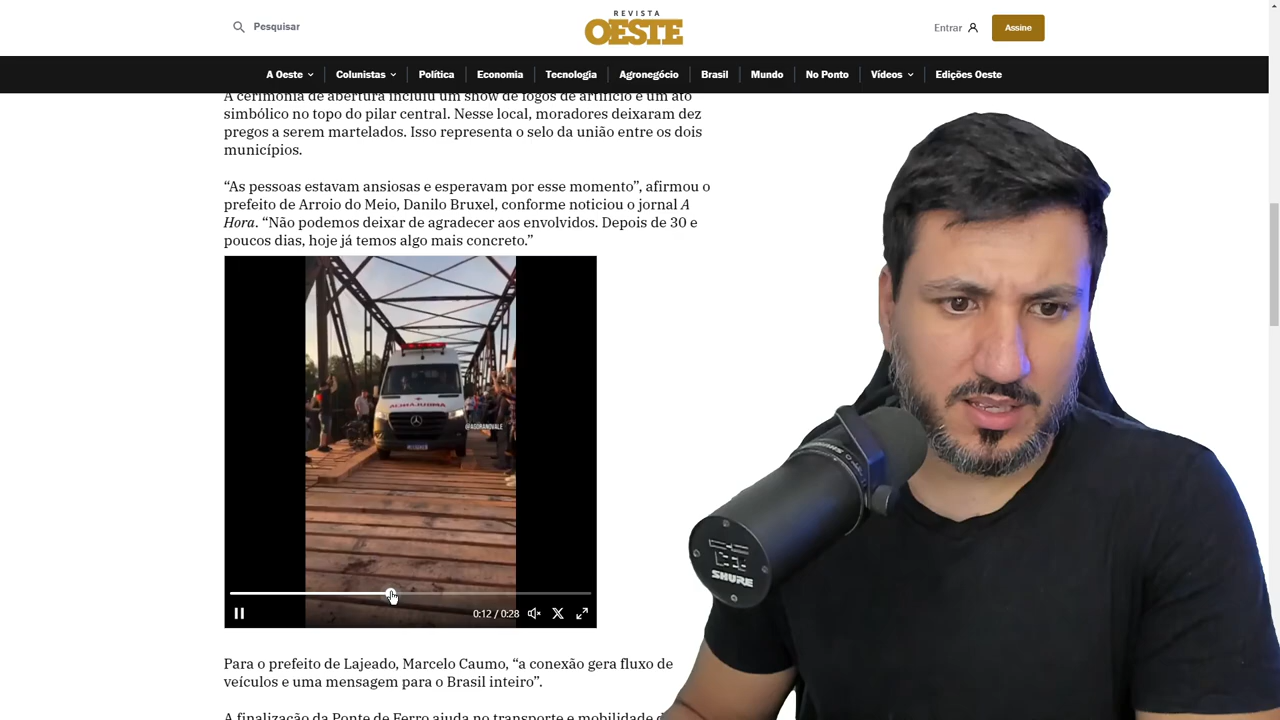 Pesquisar
REVISTA
OESTE
Entrar
Assine
A Oeste
Colunistas
Política
Economia
Tecnologia
Agronegócio
Brasil
Mundo
No Ponto
Vídeos
Edições Oeste
A cerimônia de abertura incluiu um show de fogos de artifício e um ato
simbólico no topo do pilar central. Nesse local, moradores deixaram dez
pregos a serem martelados. Isso representa o selo da união entre os dois
municípios.
“As pessoas estavam ansiosas e esperavam por esse momento”, afirmou o
prefeito de Arroio do Meio, Danilo Bruxel, conforme noticiou o jornal A
Hora. “Não podemos deixar de agradecer aos envolvidos. Depois de 30 e
poucos dias, hoje já temos algo mais concreto.”
AMBULANCIA
@AGORANOVALE
0:12 / 0:28
SHURE
SHURE
Para o prefeito de Lajeado, Marcelo Caumo, “a conexão gera fluxo de
veículos e uma mensagem para o Brasil inteiro”.
A finalização da Ponte de Ferro ajuda no transporte e mobilidade